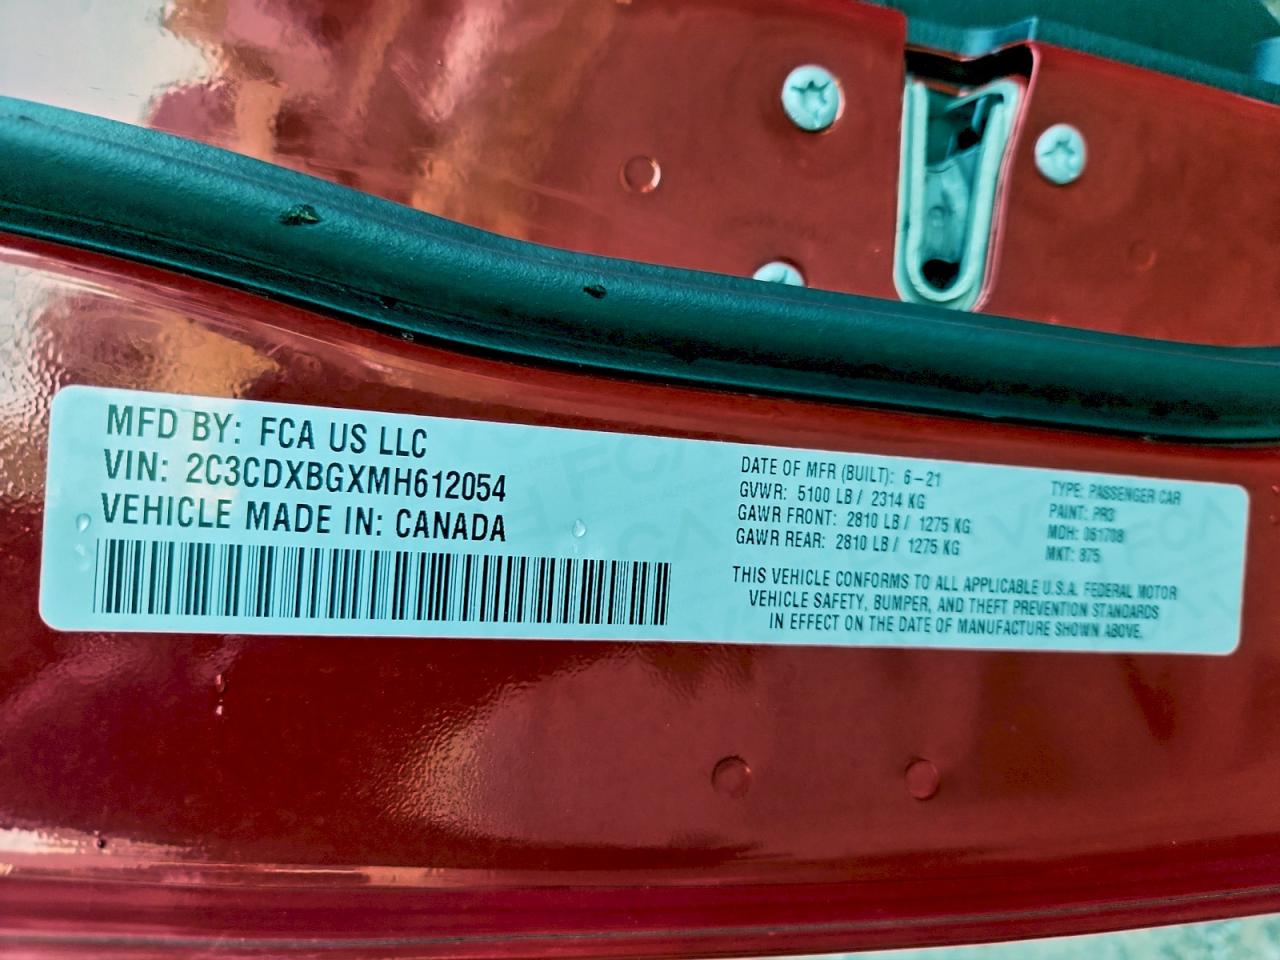 MFD BY: FCA US LLC
VIN: 2C3CDXBGXMH612054
VEHICLE MADE IN: CANADA
DATE OF MFR (BUILT): 6-21
GVWR: 5100 LB / 2314 KG
GAWR FRONT: 2810 LB / 1275 KG
GAWR REAR: 2810 LB / 1275 KG
TYPE: PASSENGER CAR
PAINT: PR3
MDH: 061708
MKT: 875
THIS VEHICLE CONFORMS TO ALL APPLICABLE U.S.A. FEDERAL MOTOR
VEHICLE SAFETY, BUMPER, AND THEFT PREVENTION STANDARDS
IN EFFECT ON THE DATE OF MANUFACTURE SHOWN ABOVE.